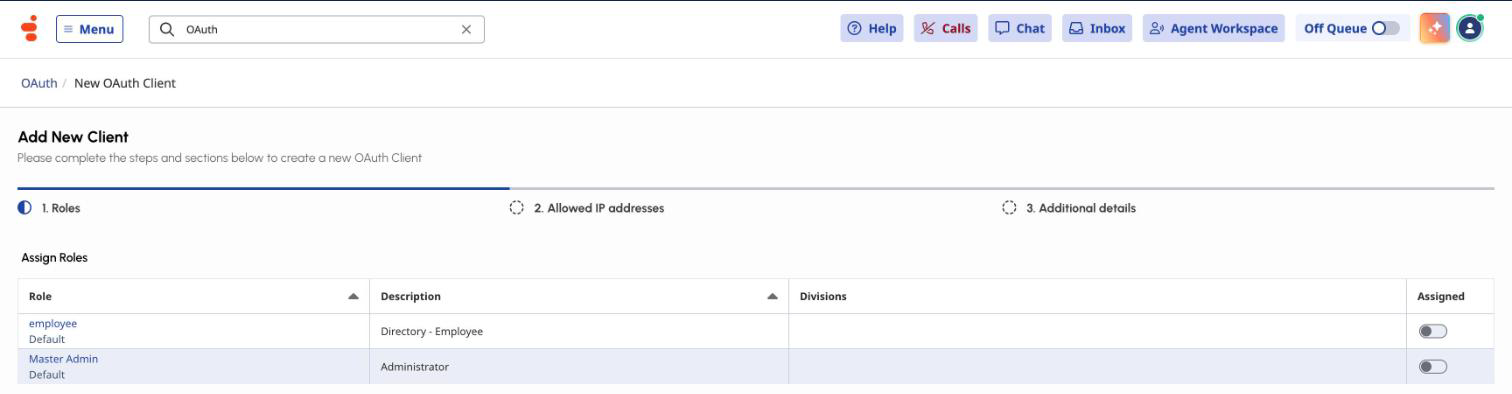 Menu
OAuth
Help
Calls
Chat
Inbox
Agent Workspace
Off Queue
OAuth / New OAuth Client
Add New Client
Please complete the steps and sections below to create a new OAuth Client
1. Roles
2. Allowed IP addresses
3. Additional details
Assign Roles
Role
Description
Divisions
Assigned
employee
Default
Directory - Employee
Master Admin
Default
Administrator